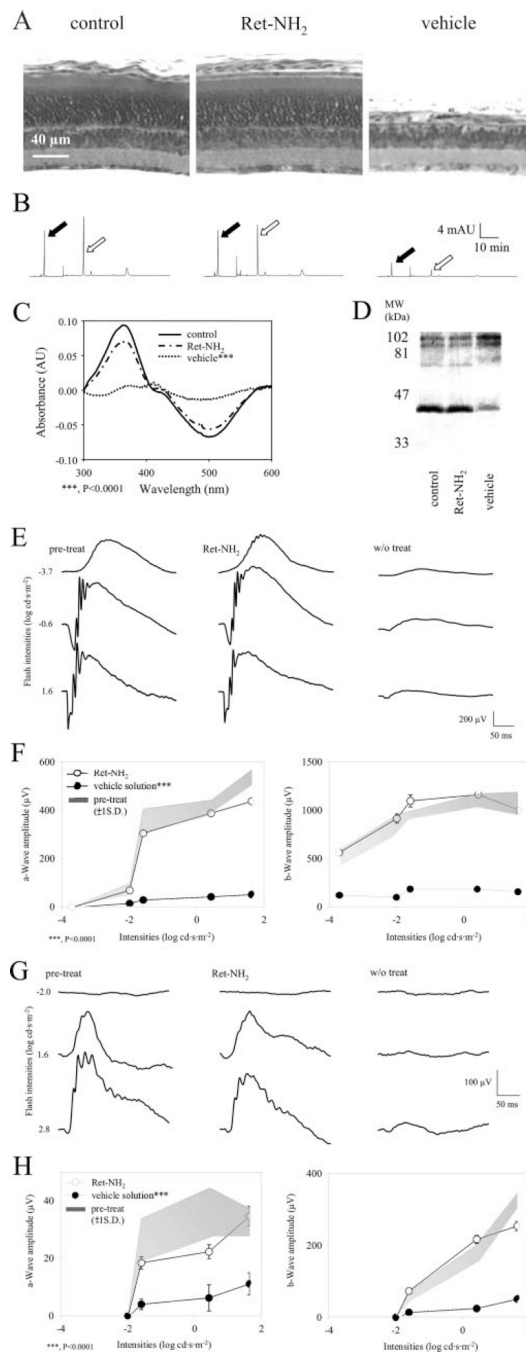 A
control
Ret-NH2
vehicle
40 µm
B
4 mAU
10 min
C
Absorbance (AU)
0.10
0.05
0.00
-0.05
-0.10
control
Ret-NH2
vehicle***
300 400 500 600
Wavelength (nm)
***, P<0.0001
D
MW
(kDa)
102
81
47
33
control
Ret-NH2
vehicle
E
pre-treat
Ret-NH2
w/o treat
Flash intensities (log cd·s·m-2)
-3.7
-0.6
1.6
200 µV
50 ms
F
a-Wave amplitude (µV)
600
400
200
0
Ret-NH2
vehicle solution***
pre-treat
(±1S.D.)
-4 -2 0 2
Intensities (log cd·s·m-2)
***, P<0.0001
b-Wave amplitude (µV)
1500
1000
500
0
-4 -2 0 2
Intensities (log cd·s·m-2)
G
pre-treat
Ret-NH2
w/o treat
Flash intensities (log cd·s·m-2)
-2.0
1.6
2.8
100 µV
50 ms
H
a-Wave amplitude (µV)
40
20
0
Ret-NH2
vehicle solution***
pre-treat
(±1S.D.)
-4 -2 0 2
Intensities (log cd·s·m-2)
***, P<0.0001
b-Wave amplitude (µV)
400
200
0
-4 -2 0 2
Intensities (log cd·s·m-2)